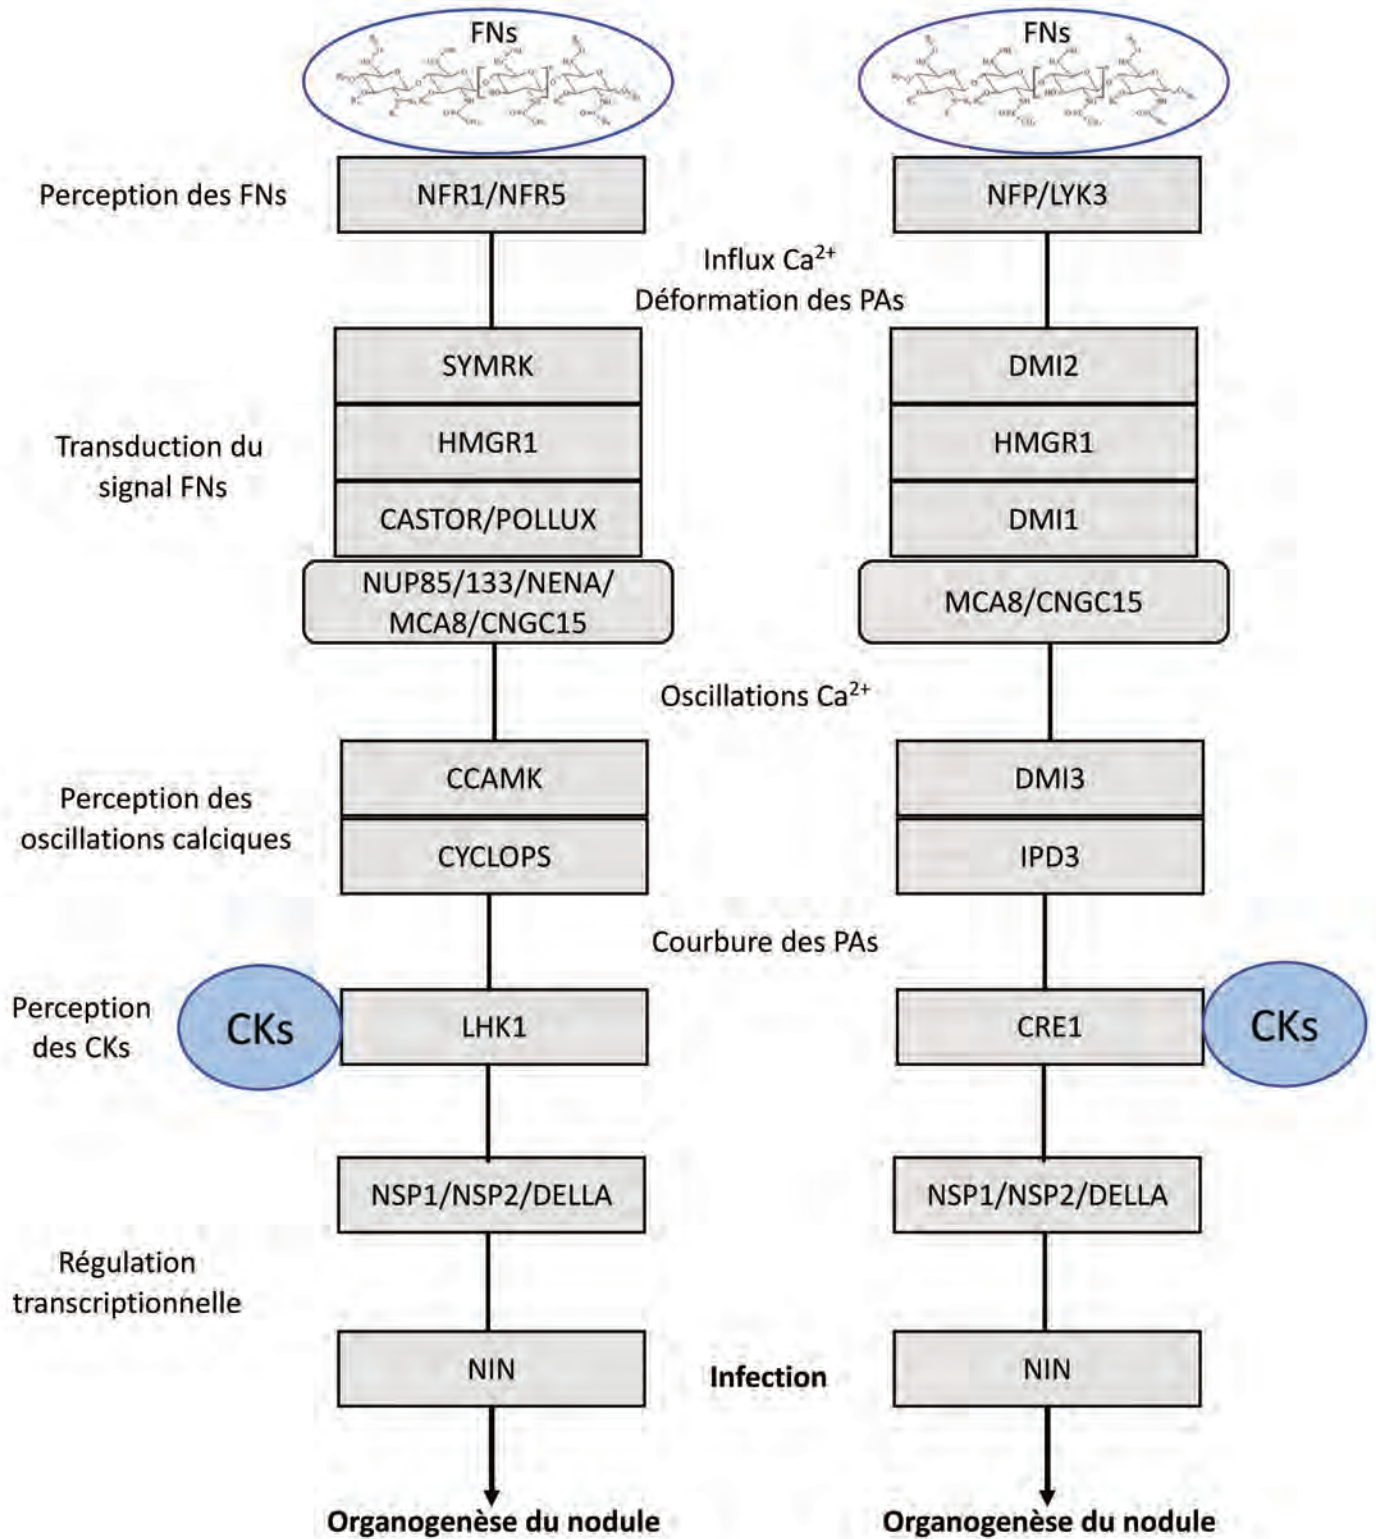 FNs
FNs
Perception des FNs
NFR1/NFR5
NFP/LYK3
Influx Ca²⁺
Déformation des PAs
SYMRK
DMI2
Transduction du
signal FNs
HMGR1
HMGR1
CASTOR/POLLUX
DMI1
NUP85/133/NENA/
MCA8/CNGC15
MCA8/CNGC15
Oscillations Ca²⁺
Perception des
oscillations calciques
CCAMK
DMI3
CYCLOPS
IPD3
Courbure des PAs
Perception
des CKs
CKs
LHK1
CRE1
CKs
NSP1/NSP2/DELLA
NSP1/NSP2/DELLA
Régulation
transcriptionnelle
NIN
Infection
NIN
Organogenèse du nodule
Organogenèse du nodule